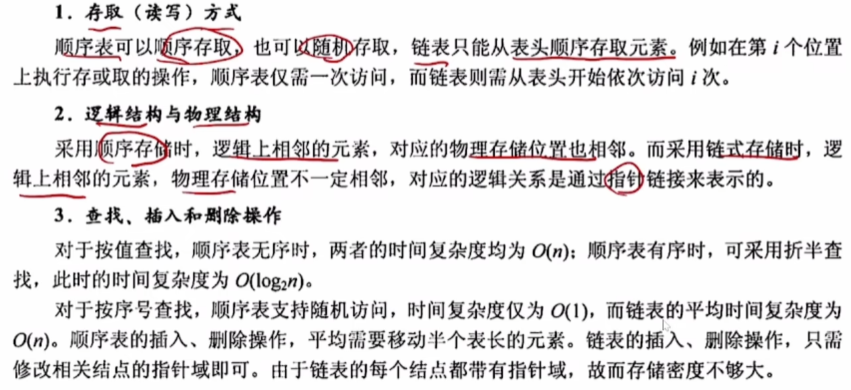 1．存取（读写）方式
顺序表可以顺序存取，也可以随机存取，链表只能从表头顺序存取元素。例如在第 i 个位置
上执行存或取的操作，顺序表仅需一次访问，而链表则需从表头开始依次访问 i 次。
2．逻辑结构与物理结构
采用顺序存储时，逻辑上相邻的元素，对应的物理存储位置也相邻。而采用链式存储时，逻
辑上相邻的元素，物理存储位置不一定相邻，对应的逻辑关系是通过指针链接来表示的。
3．查找、插入和删除操作
对于按值查找，顺序表无序时，两者的时间复杂度均为 O(n)；顺序表有序时，可采用折半查
找，此时的时间复杂度为 O(log₂n)。
对于按序号查找，顺序表支持随机访问，时间复杂度仅为 O(1)，而链表的平均时间复杂度为
O(n)。顺序表的插入、删除操作，平均需要移动半个表长的元素。链表的插入、删除操作，只需
修改相关结点的指针域即可。由于链表的每个结点都带有指针域，故而存储密度不够大。